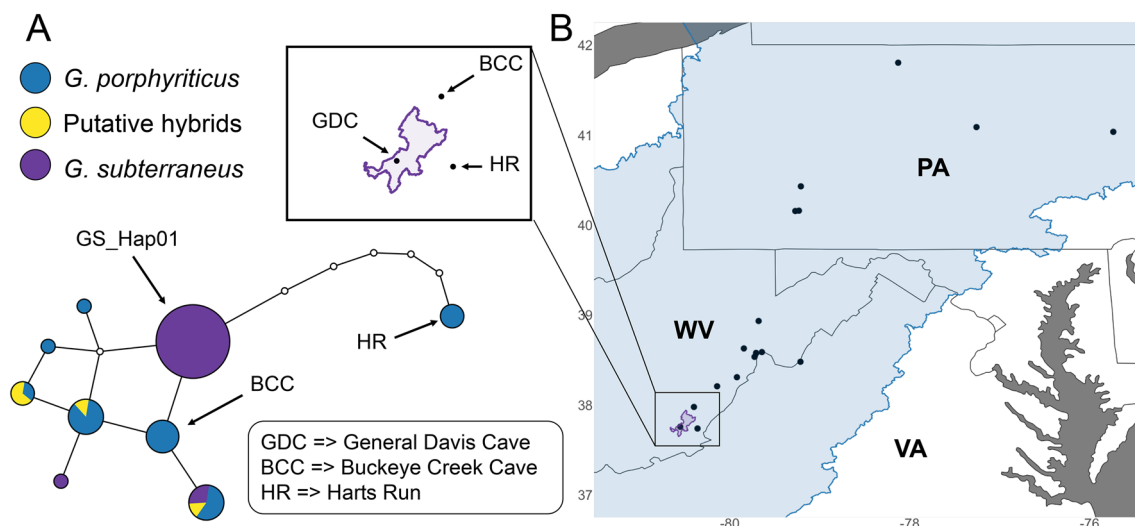 A
G. porphyriticus
Putative hybrids
G. subterraneus
BCC
GDC
HR
GS_Hap01
HR
BCC
GDC => General Davis Cave
BCC => Buckeye Creek Cave
HR => Harts Run
B
42
41
40
39
38
37
PA
WV
VA
-80
-78
-76